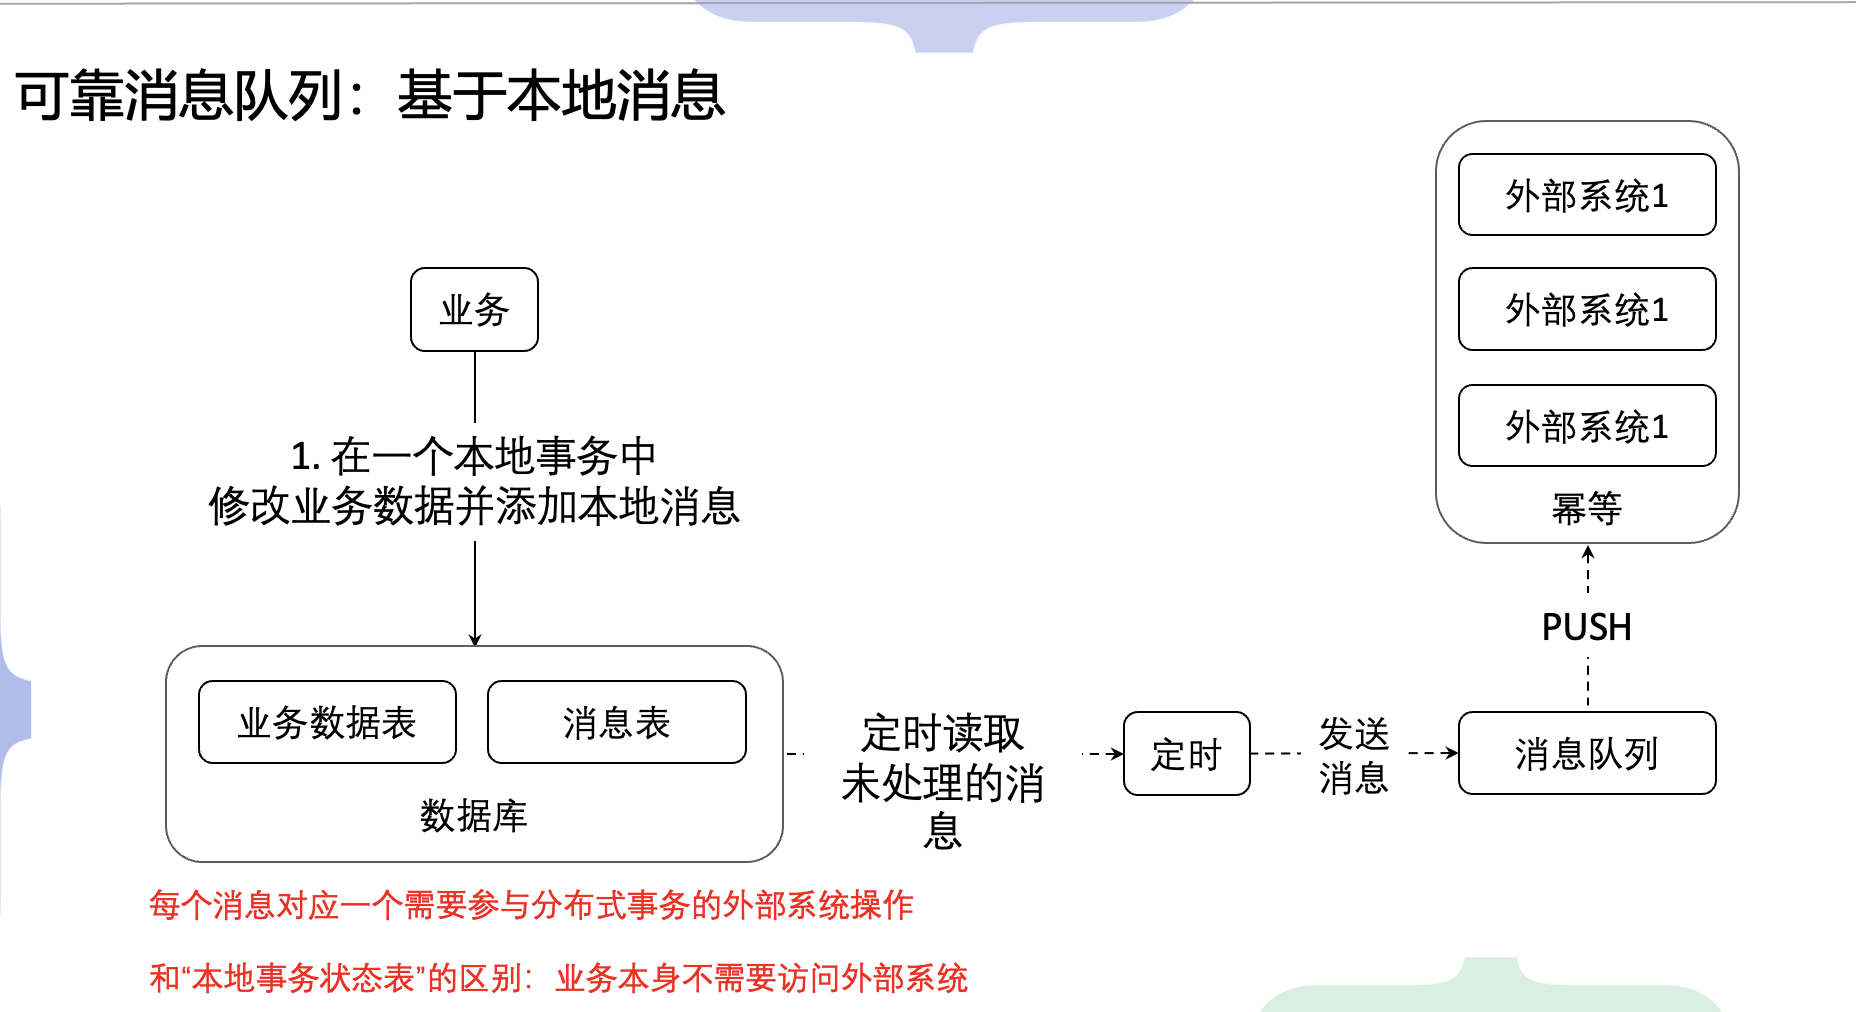 可靠消息队列：基于本地消息
外部系统1
外部系统1
外部系统1
幂等
业务
1. 在一个本地事务中
修改业务数据并添加本地消息
PUSH
业务数据表
消息表
数据库
定时读取
未处理的消
息
定时
发送
消息
消息队列
每个消息对应一个需要参与分布式事务的外部系统操作
和“本地事务状态表”的区别：业务本身不需要访问外部系统